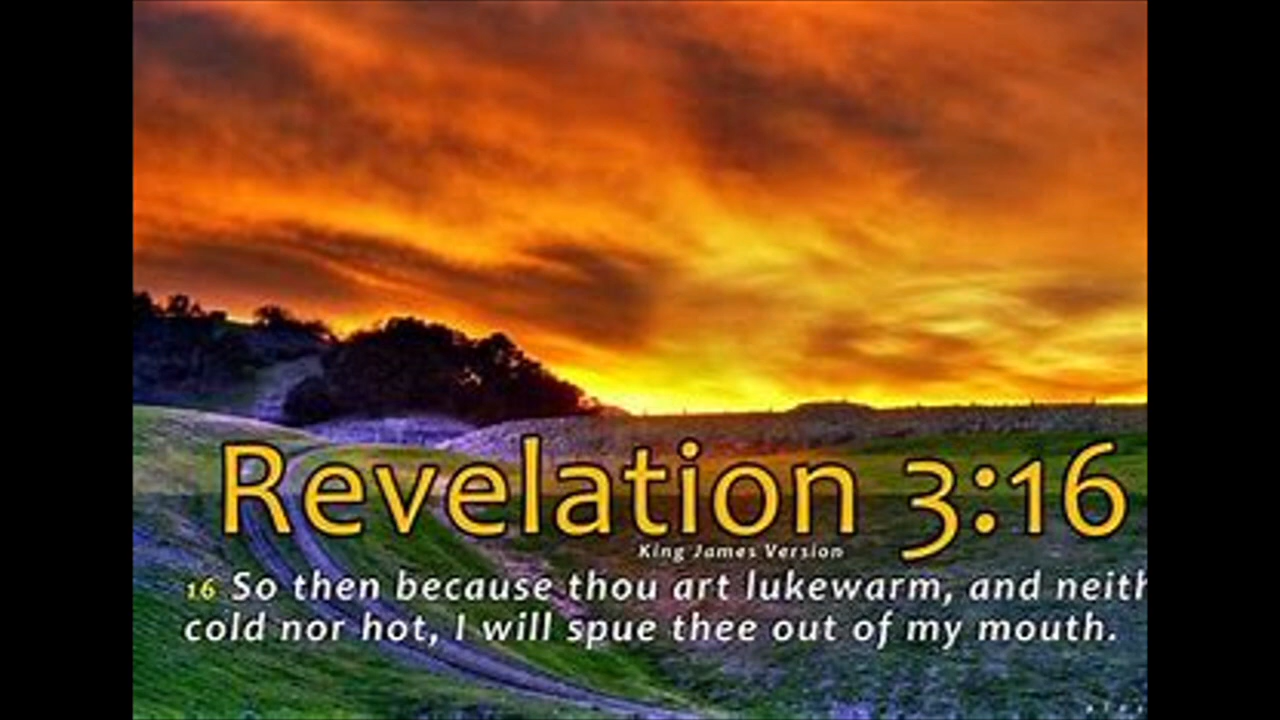 Revelation 3:16
King James Version
16 So then because thou art lukewarm, and neith
cold nor hot, I will spue thee out of my mouth.